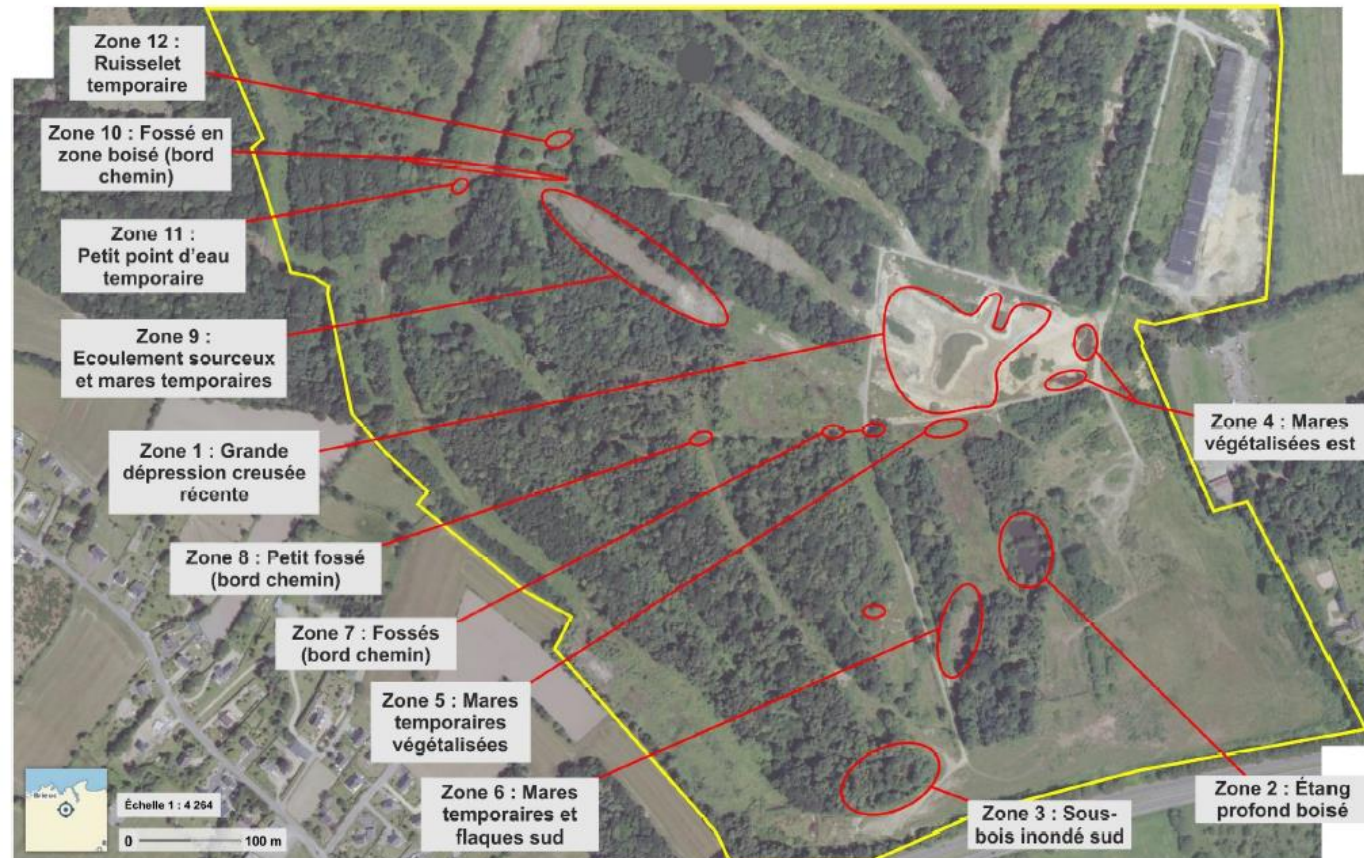 Zone 12 :
Ruisselet
temporaire
Zone 10 : Fossé en
zone boisé (bord
chemin)
Zone 11 :
Petit point d'eau
temporaire
Zone 9 :
Ecoulement sourceux
et mares temporaires
Zone 1 : Grande
dépression creusée
récente
Zone 8 : Petit fossé
(bord chemin)
Zone 7 : Fossés
(bord chemin)
Zone 5 : Mares
temporaires
végétalisées
Zone 6 : Mares
temporaires et
flaques sud
Zone 4 : Mares
végétalisées est
Zone 2 : Étang
profond boisé
Zone 3 : Sous-
bois inondé sud
Brieuc
Échelle 1 : 4 264
0 100 m